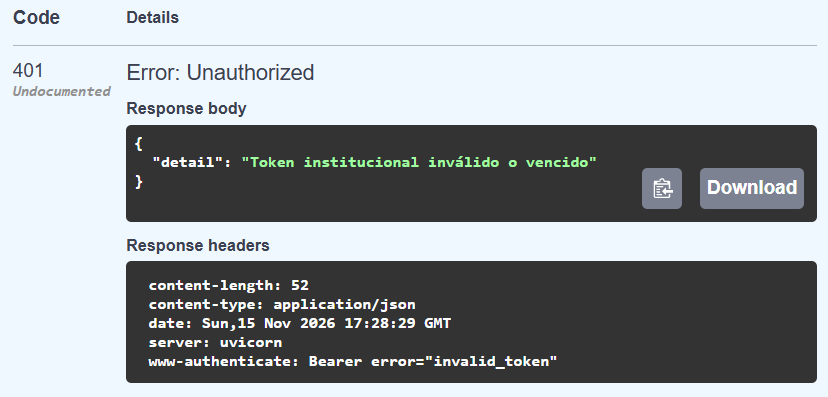 Code Details
401 Error: Unauthorized
Undocumented
Response body
{
  "detail": "Token institucional inválido o vencido"
}
Download
Response headers
content-length: 52
content-type: application/json
date: Sun,15 Nov 2026 17:28:29 GMT
server: uvicorn
www-authenticate: Bearer error="invalid_token"